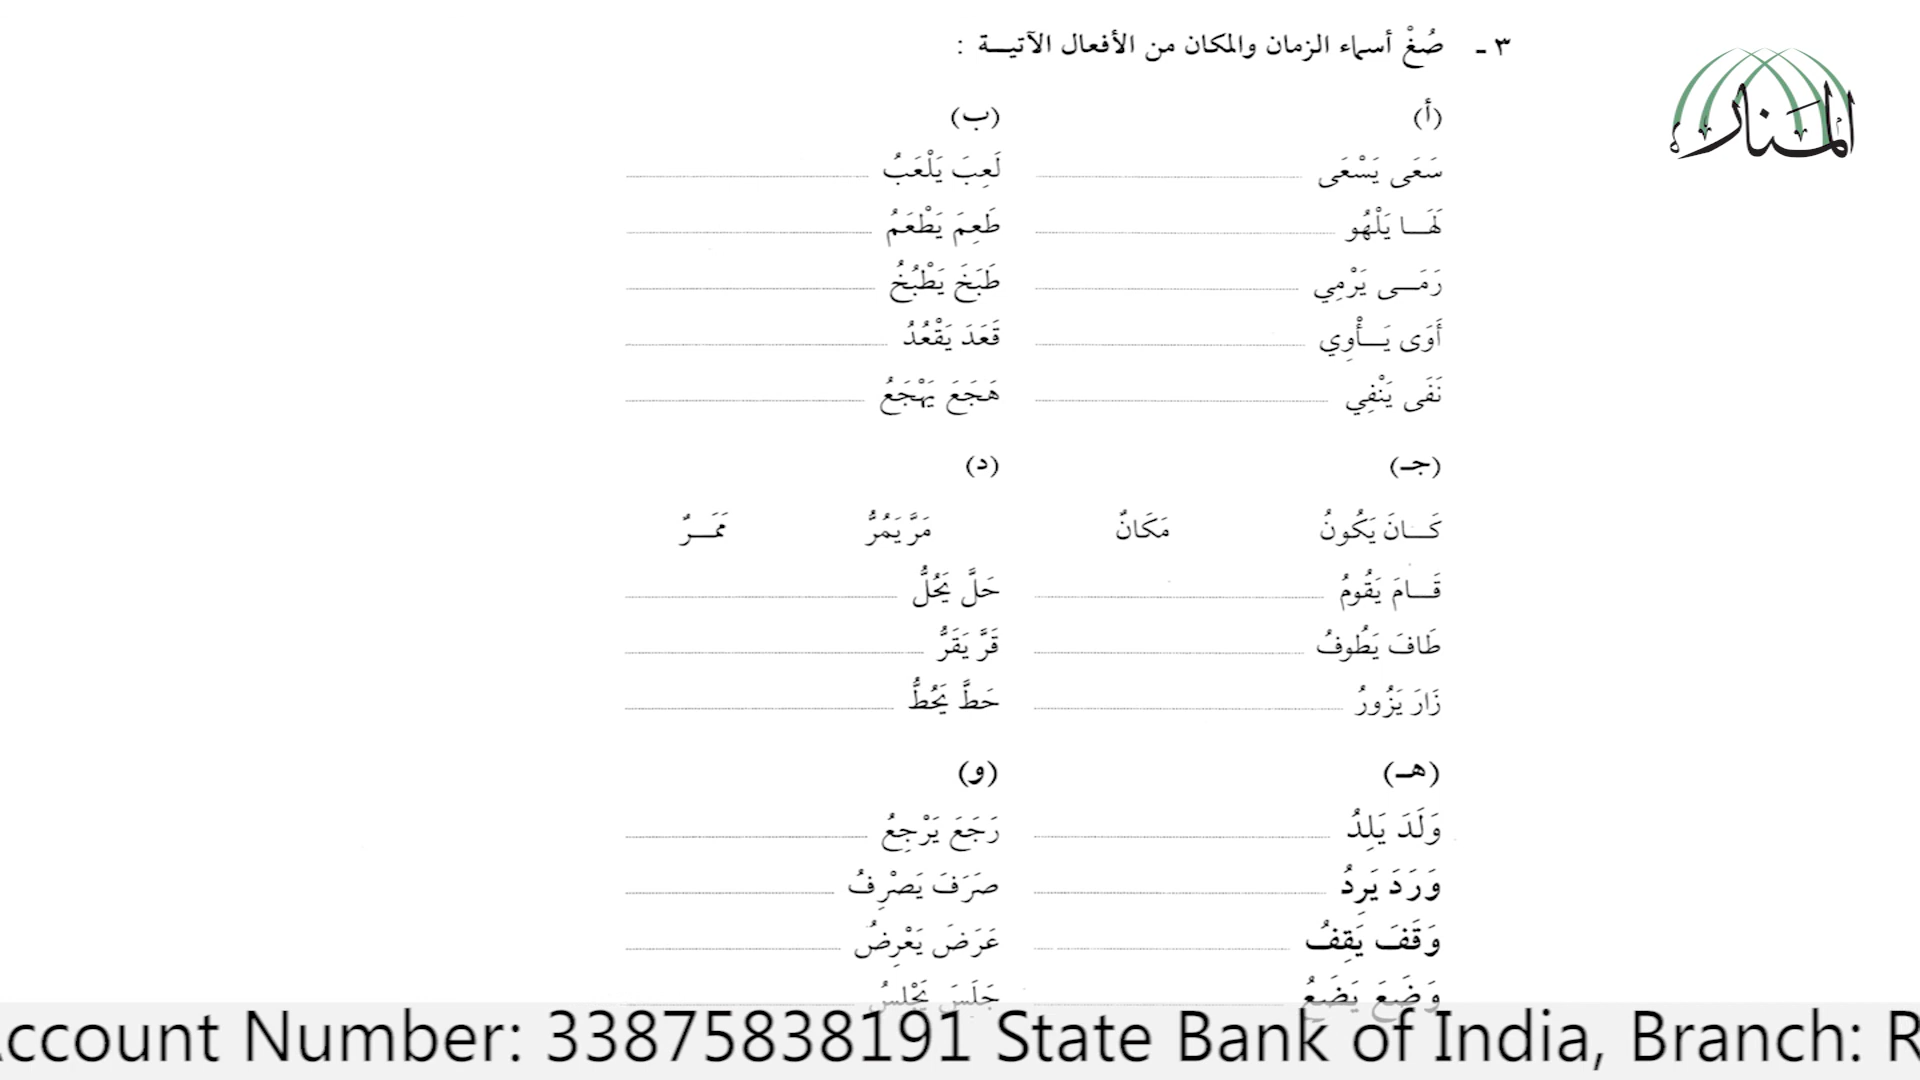 ٣ - صُغْ أسماء الزمان والمكان من الأفعال الآتية :
المنار
(أ) (ب)
سَعَى يَسْعَى لَعِبَ يَلْعَبُ
لَهَا يَلْهُو طَعِمَ يَطْعَمُ
رَمَى يَرْمِي طَبَخَ يَطْبُخُ
أَوَى يَأْوِي قَعَدَ يَقْعُدُ
نَفَى يَنْفِي هَجَعَ يَهْجَعُ
(جـ) (د)
كَانَ يَكُونُ مَكَانٌ مَرَّ يَمُرُّ مَمَرٌّ
قَامَ يَقُومُ حَلَّ يَحُلُّ
طَافَ يَطُوفُ قَرَّ يَقَرُّ
زَارَ يَزُورُ حَطَّ يَحُطُّ
(هـ) (و)
وَلَدَ يَلِدُ رَجَعَ يَرْجِعُ
وَرَدَ يَرِدُ صَرَفَ يَصْرِفُ
وَقَفَ يَقِفُ عَرَضَ يَعْرِضُ
وَضَعَ يَضَعُ جَلَسَ يَجْلِسُ
Account Number: 33875838191 State Bank of India, Branch: R